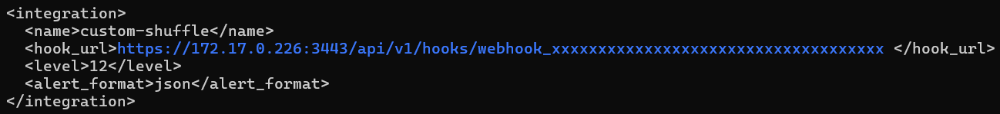 <integration>
  <name>custom-shuffle</name>
  <hook_url>https://172.17.0.226:3443/api/v1/hooks/webhook_xxxxxxxxxxxxxxxxxxxxxxxxxxxxxxxxxxxx </hook_url>
  <level>12</level>
  <alert_format>json</alert_format>
</integration>